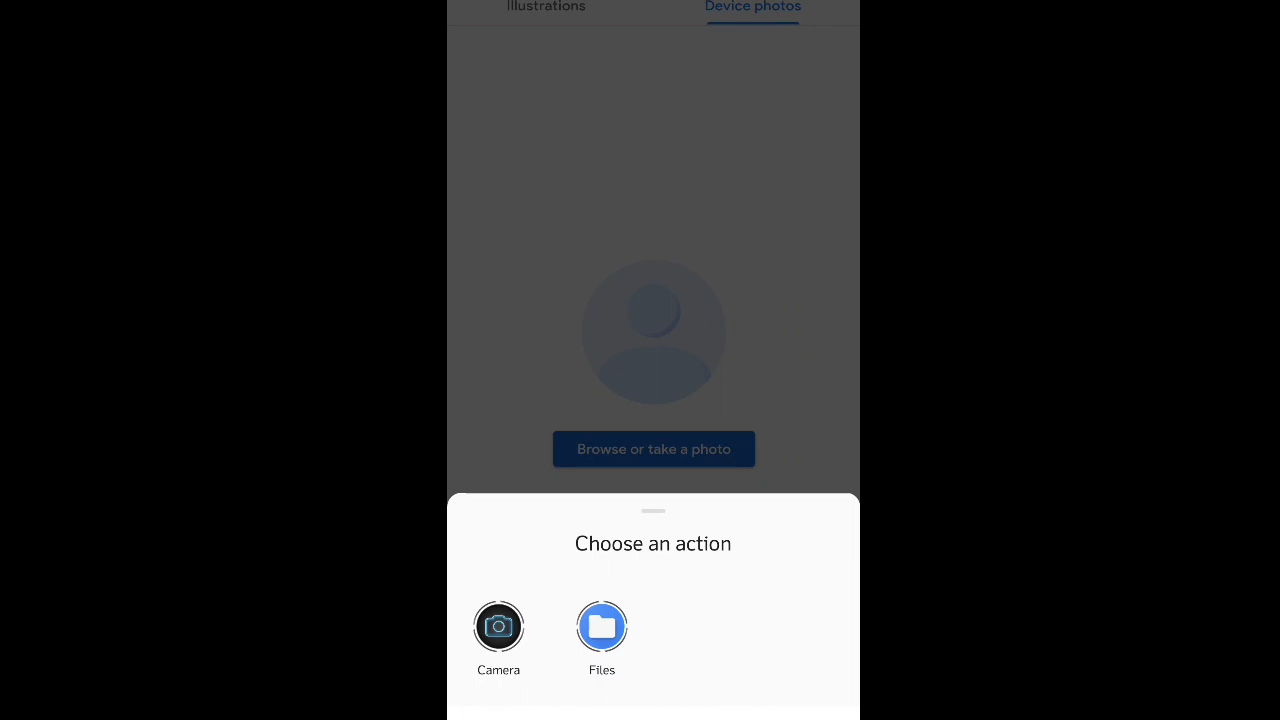 Illustrations
Device photos
Browse or take a photo
Choose an action
Camera
Files